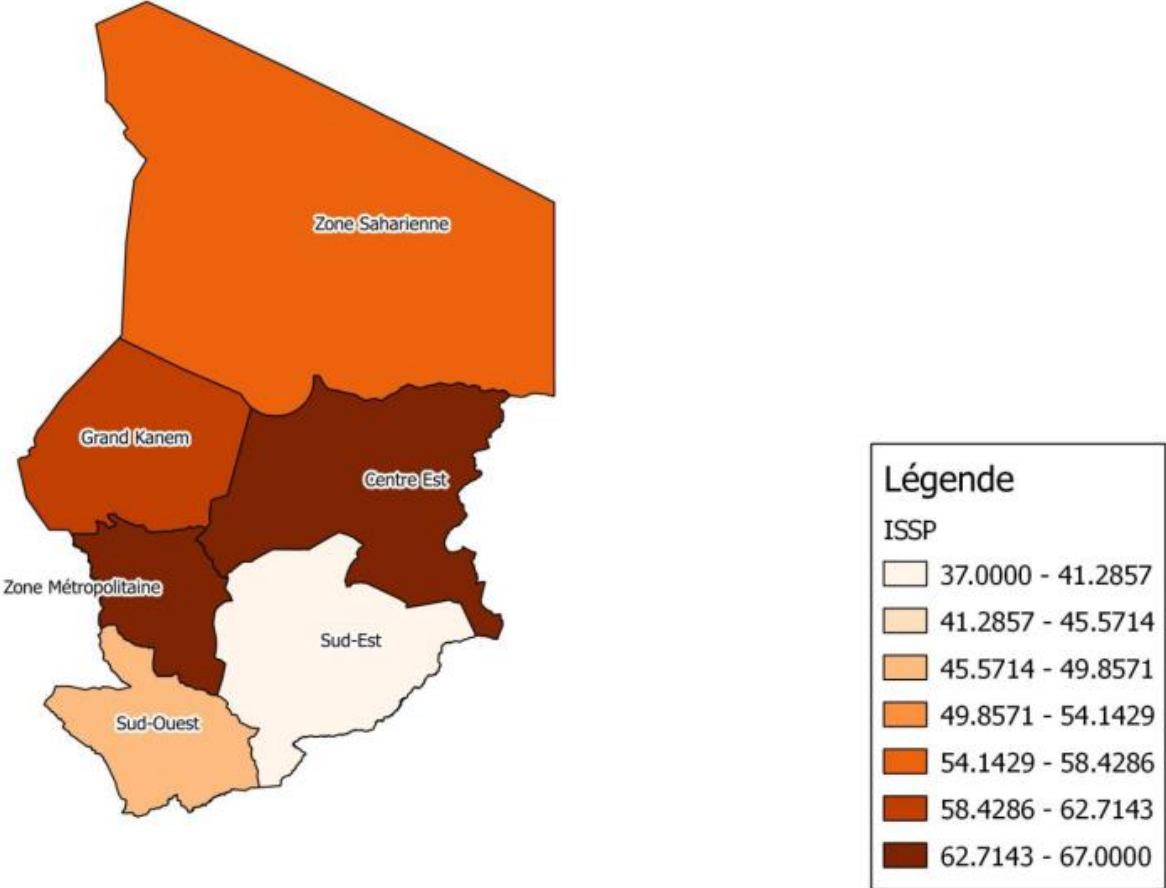 Zone Saharienne
Grand Kanem
Centre Est
Zone Métropolitaine
Sud-Est
Sud-Ouest
Légende
ISSP
37.0000 - 41.2857
41.2857 - 45.5714
45.5714 - 49.8571
49.8571 - 54.1429
54.1429 - 58.4286
58.4286 - 62.7143
62.7143 - 67.0000